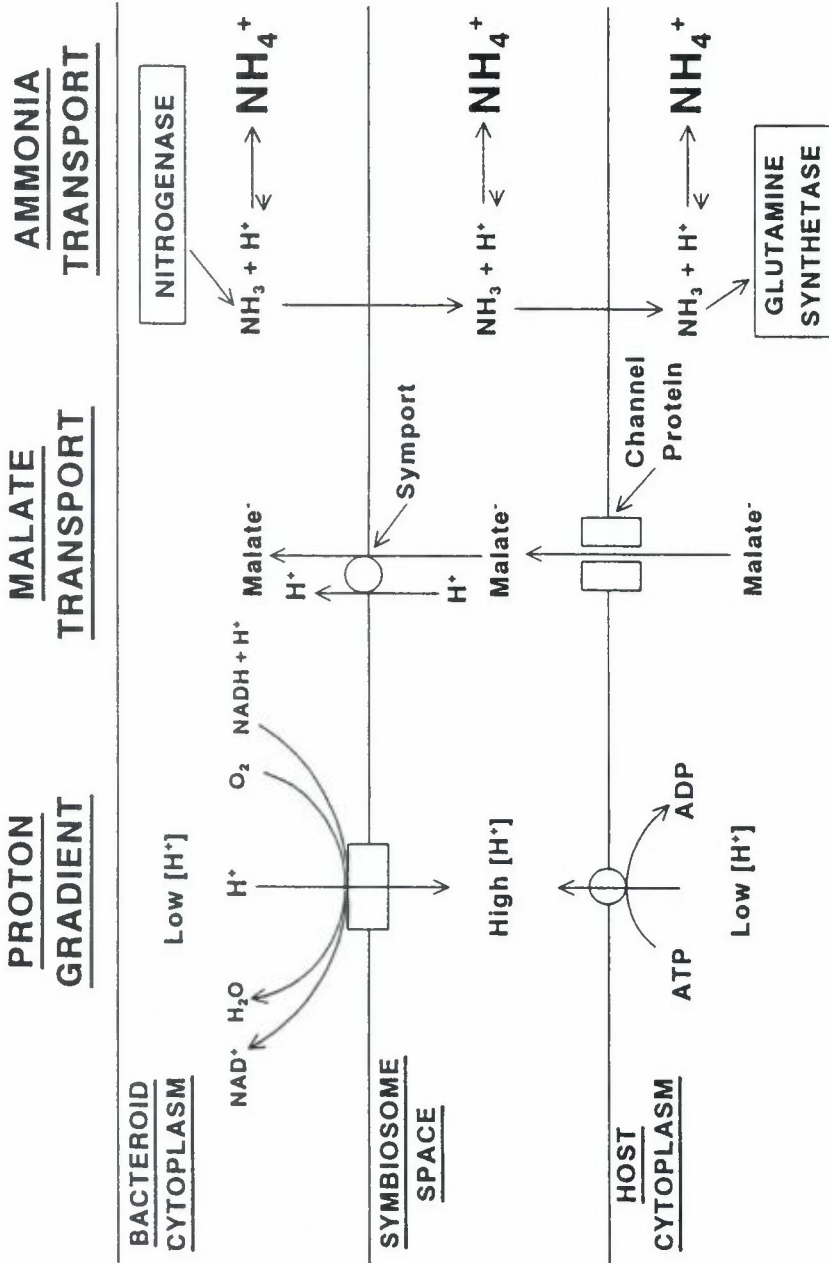 PROTON
GRADIENT
MALATE
TRANSPORT
AMMONIA
TRANSPORT
BACTEROID
CYTOPLASM
Low [H⁺]
NAD⁺
H₂O
H⁺
O₂
NADH + H⁺
H⁺
Malate⁻
NITROGENASE
NH₃ + H⁺
NH₄⁺
Symport
SYMBIOSOME
SPACE
High [H⁺]
H⁺
Malate⁻
NH₃ + H⁺
NH₄⁺
Channel
Protein
HOST
CYTOPLASM
ATP
ADP
Low [H⁺]
Malate⁻
NH₃ + H⁺
NH₄⁺
GLUTAMINE
SYNTHETASE